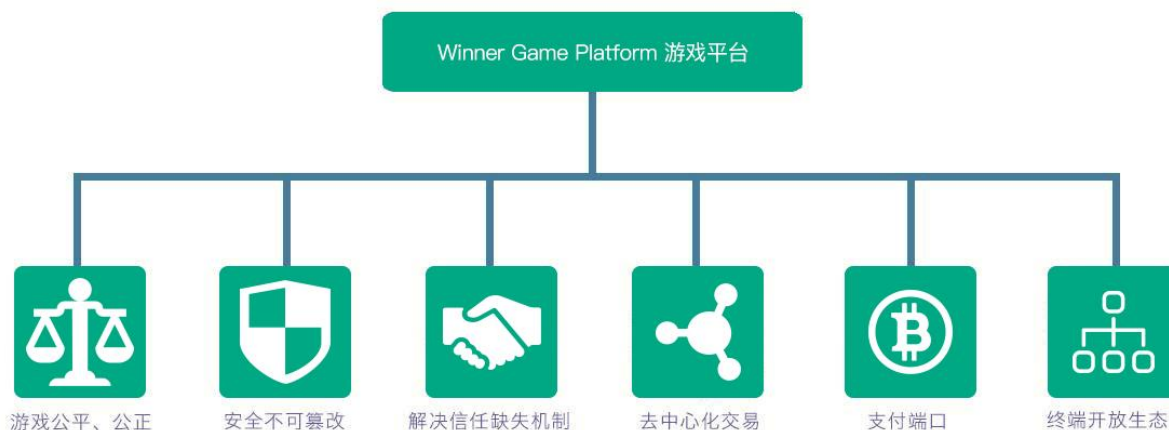 Winner Game Platform 游戏平台
游戏公平、公正
安全不可篡改
解决信任缺失机制
去中心化交易
支付端口
终端开放生态